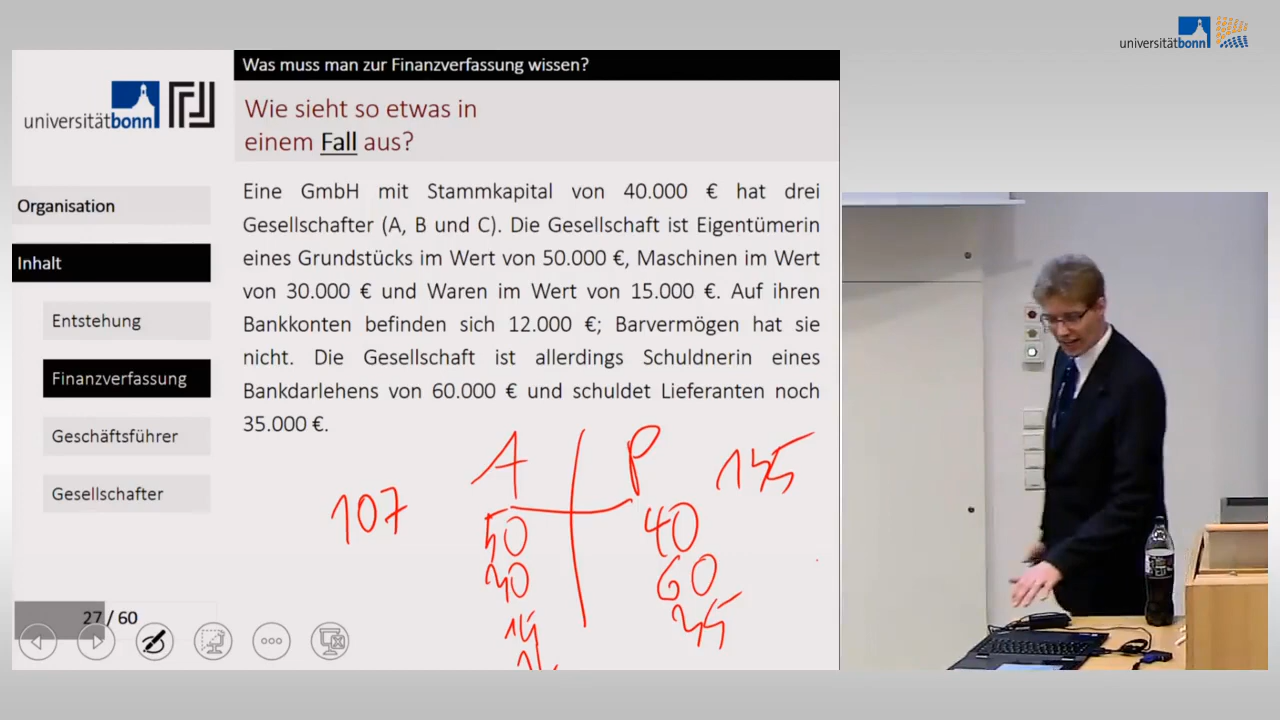 universitätbonn
Was muss man zur Finanzverfassung wissen?
universitätbonn
Wie sieht so etwas in
einem Fall aus?
Organisation
Inhalt
Entstehung
Finanzverfassung
Geschäftsführer
Gesellschafter
Eine GmbH mit Stammkapital von 40.000 € hat drei
Gesellschafter (A, B und C). Die Gesellschaft ist Eigentümerin
eines Grundstücks im Wert von 50.000 €, Maschinen im Wert
von 30.000 € und Waren im Wert von 15.000 €. Auf ihren
Bankkonten befinden sich 12.000 €; Barvermögen hat sie
nicht. Die Gesellschaft ist allerdings Schuldnerin eines
Bankdarlehens von 60.000 € und schuldet Lieferanten noch
35.000 €.
A P 135
107
50 40
30 60
15 35
27 / 60